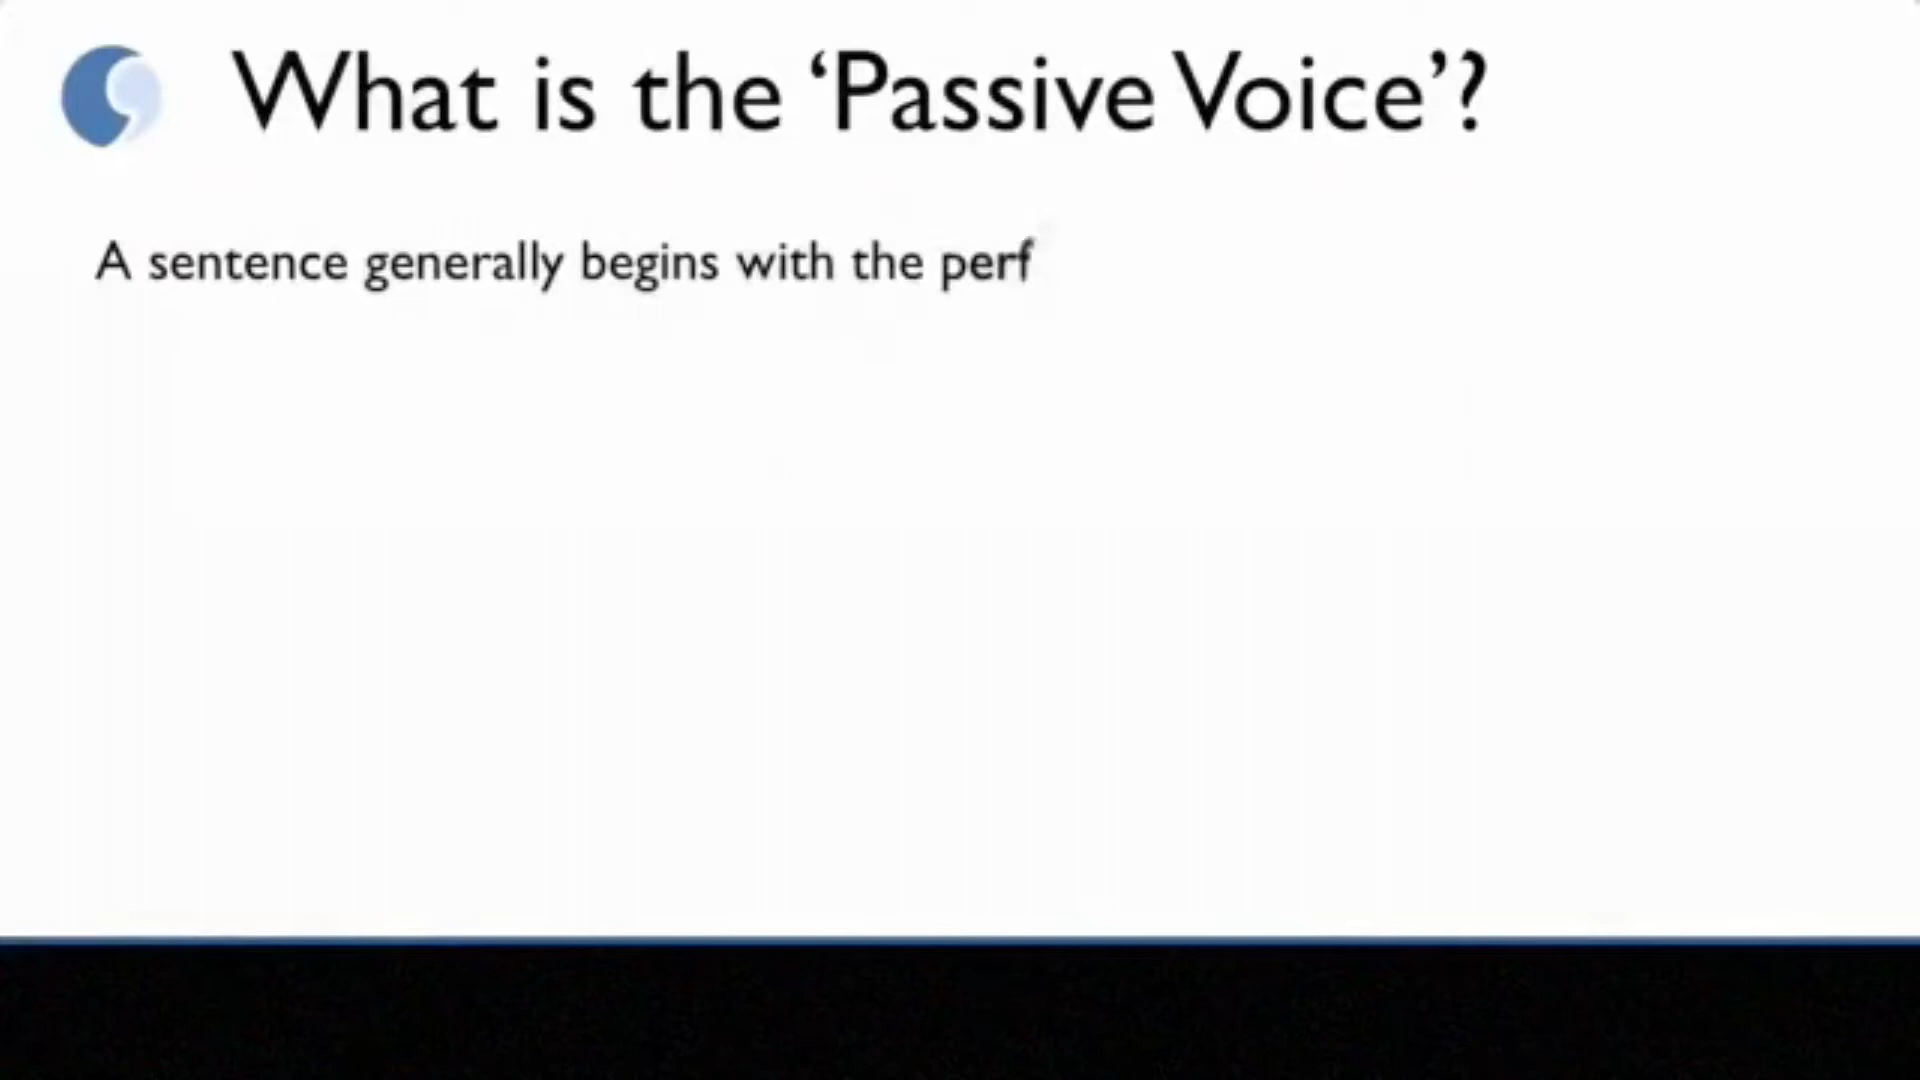 What is the ‘Passive Voice’?
A sentence generally begins with the perf